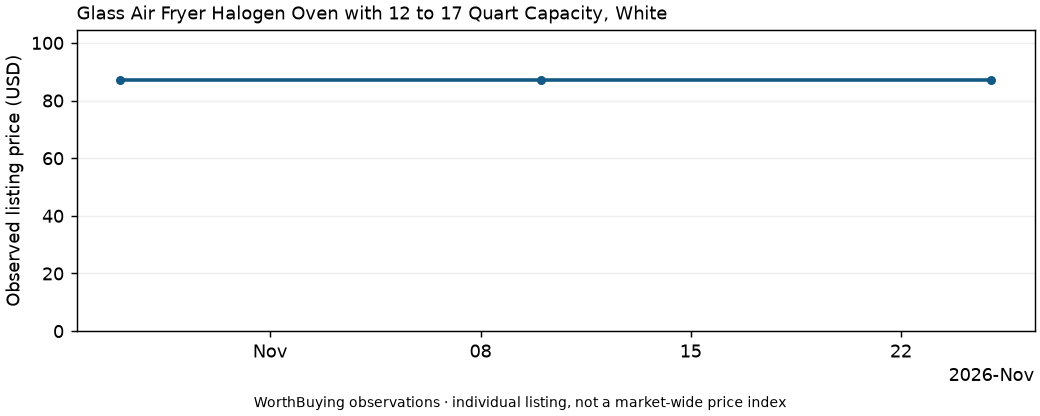 Glass Air Fryer Halogen Oven with 12 to 17 Quart Capacity, White
Observed listing price (USD)
100
80
60
40
20
0
Nov
08
15
22
2026-Nov
WorthBuying observations · individual listing, not a market-wide price index